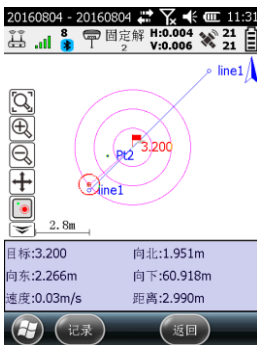 20160804 - 20160804 11:31
8 固定解 2 H:0.004 V:0.006 21 21
line1
3.200
Pt2
line1
2.8m
目标:3.200 向北:1.951m
向东:2.266m 向下:60.918m
速度:0.03m/s 距离:2.990m
记录 返回